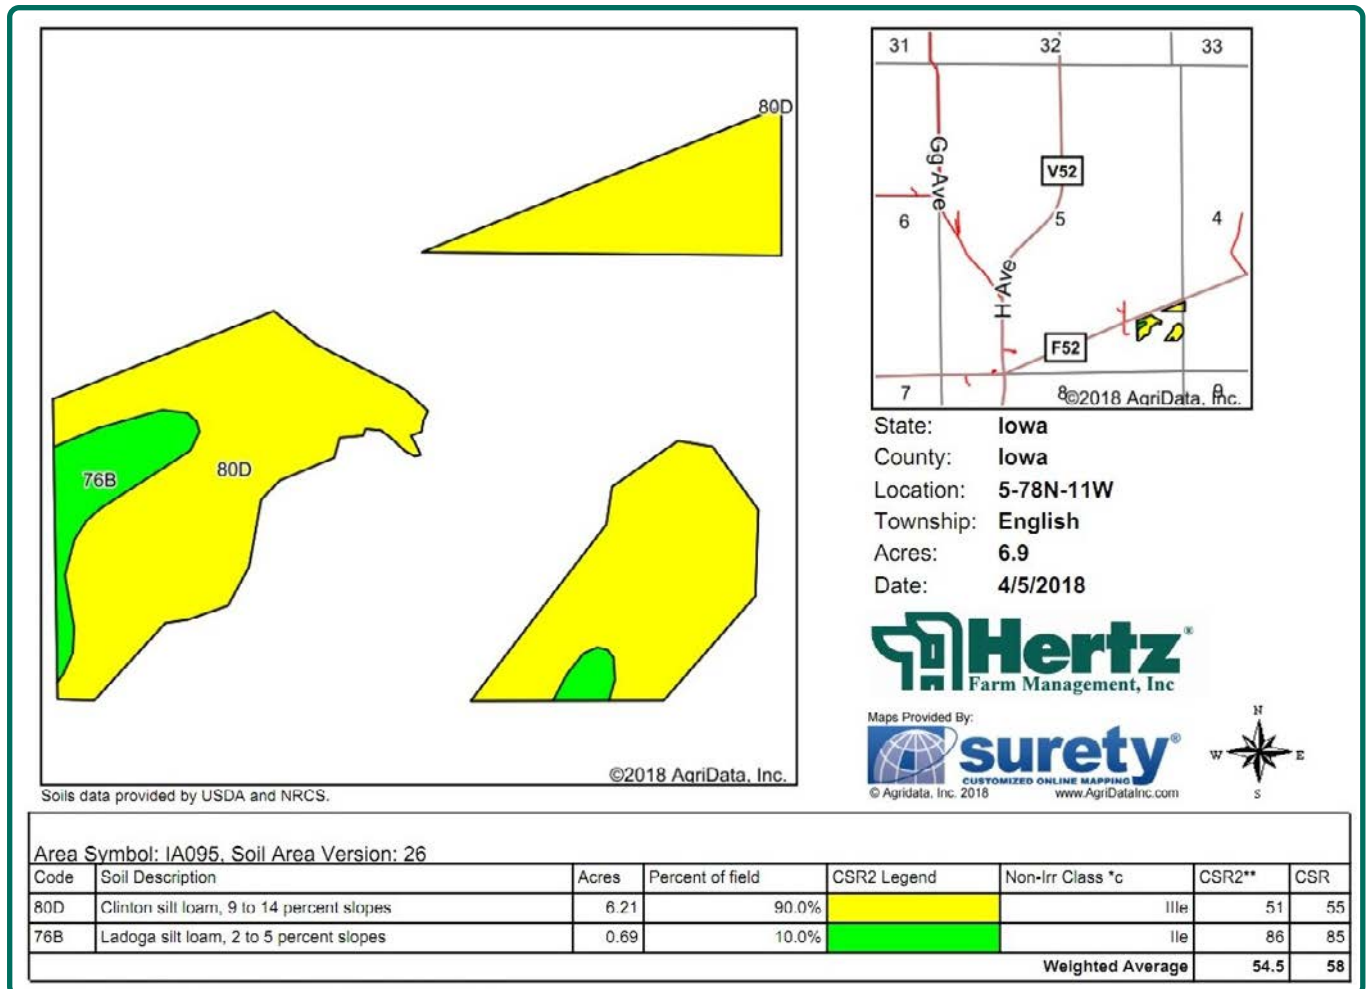 80D
76B
80D
©2018 AgriData, Inc.
Soils data provided by USDA and NRCS.
31 32 33
Gg Ave
V52
6 5 4
H Ave
F52
7 8 9
©2018 AgriData, Inc.
State: Iowa
County: Iowa
Location: 5-78N-11W
Township: English
Acres: 6.9
Date: 4/5/2018
Hertz®
Farm Management, Inc
Maps Provided By:
surety®
CUSTOMIZED ONLINE MAPPING
© Agridata, Inc. 2018 www.AgriDataInc.com
N
W E
S
Area Symbol: IA095, Soil Area Version: 26
Code Soil Description Acres Percent of field CSR2 Legend Non-Irr Class *c CSR2** CSR
80D Clinton silt loam, 9 to 14 percent slopes 6.21 90.0% IIIe 51 55
76B Ladoga silt loam, 2 to 5 percent slopes 0.69 10.0% IIe 86 85
Weighted Average 54.5 58